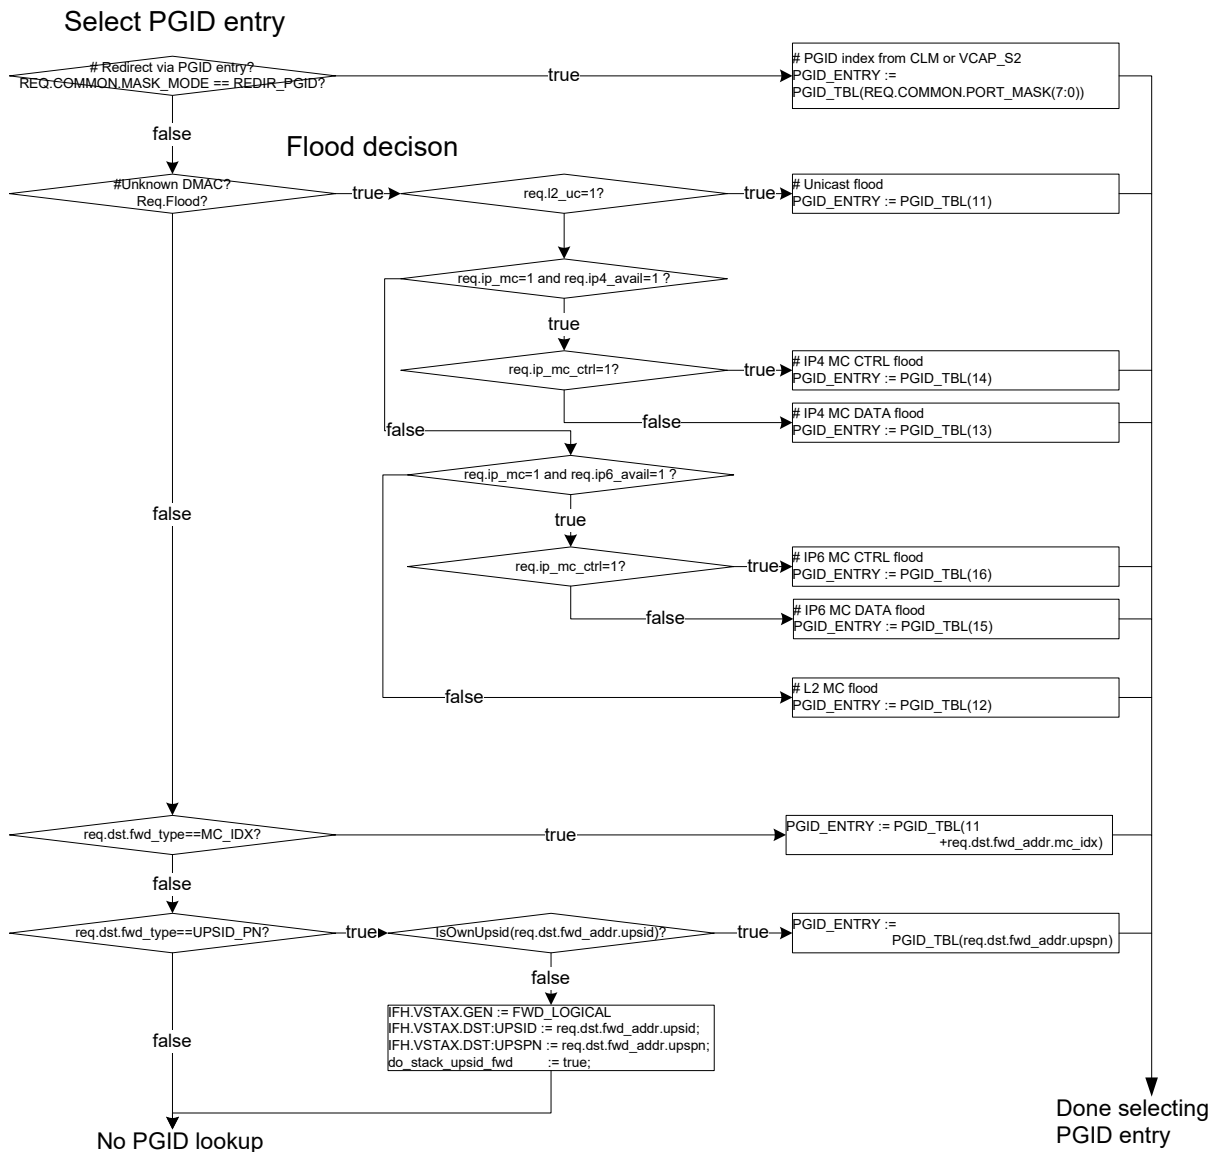 Select PGID entry
# Redirect via PGID entry?
REQ.COMMON.MASK_MODE == REDIR_PGID?
true
# PGID index from CLM or VCAP_S2
PGID_ENTRY :=
PGID_TBL(REQ.COMMON.PORT_MASK(7:0))
false
Flood decison
#Unknown DMAC?
Req.Flood?
true
req.l2_uc=1?
true
# Unicast flood
PGID_ENTRY := PGID_TBL(11)
req.ip_mc=1 and req.ip4_avail=1 ?
true
req.ip_mc_ctrl=1?
true
# IP4 MC CTRL flood
PGID_ENTRY := PGID_TBL(14)
false
# IP4 MC DATA flood
PGID_ENTRY := PGID_TBL(13)
false
req.ip_mc=1 and req.ip6_avail=1 ?
false
true
req.ip_mc_ctrl=1?
true
# IP6 MC CTRL flood
PGID_ENTRY := PGID_TBL(16)
false
# IP6 MC DATA flood
PGID_ENTRY := PGID_TBL(15)
false
# L2 MC flood
PGID_ENTRY := PGID_TBL(12)
req.dst.fwd_type==MC_IDX?
true
PGID_ENTRY := PGID_TBL(11
+req.dst.fwd_addr.mc_idx)
false
req.dst.fwd_type==UPSID_PN?
true
IsOwnUpsid(req.dst.fwd_addr.upsid)?
true
PGID_ENTRY :=
PGID_TBL(req.dst.fwd_addr.upspn)
false
IFH.VSTAX.GEN := FWD_LOGICAL
IFH.VSTAX.DST:UPSID := req.dst.fwd_addr.upsid;
IFH.VSTAX.DST:UPSPN := req.dst.fwd_addr.upspn;
do_stack_upsid_fwd := true;
false
No PGID lookup
Done selecting
PGID entry